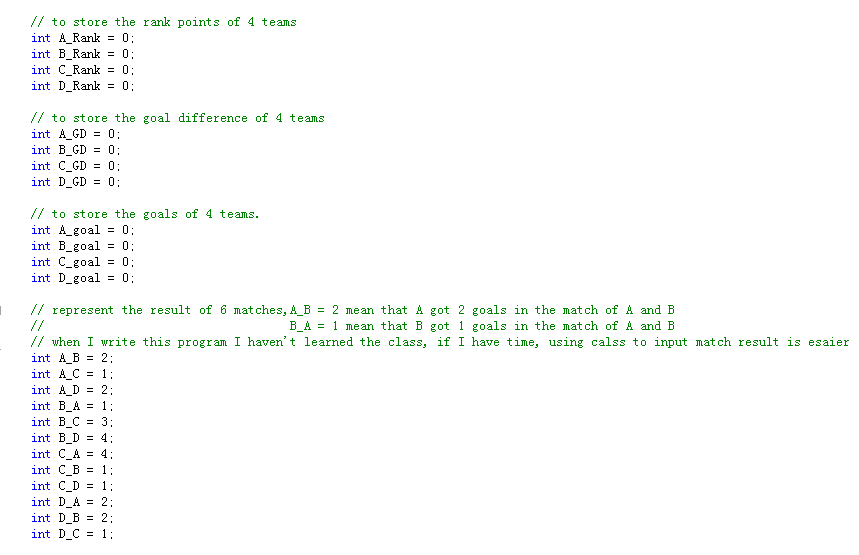 // to store the rank points of 4 teams
int A_Rank = 0;
int B_Rank = 0;
int C_Rank = 0;
int D_Rank = 0;
// to store the goal difference of 4 teams
int A_GD = 0;
int B_GD = 0;
int C_GD = 0;
int D_GD = 0;
// to store the goals of 4 teams.
int A_goal = 0;
int B_goal = 0;
int C_goal = 0;
int D_goal = 0;
// represent the result of 6 matches,A_B = 2 mean that A got 2 goals in the match of A and B
// B_A = 1 mean that B got 1 goals in the match of A and B
// when I write this program I haven't learned the class, if I have time, using calss to input match result is esaier
int A_B = 2;
int A_C = 1;
int A_D = 2;
int B_A = 1;
int B_C = 3;
int B_D = 4;
int C_A = 4;
int C_B = 1;
int C_D = 1;
int D_A = 2;
int D_B = 2;
int D_C = 1;